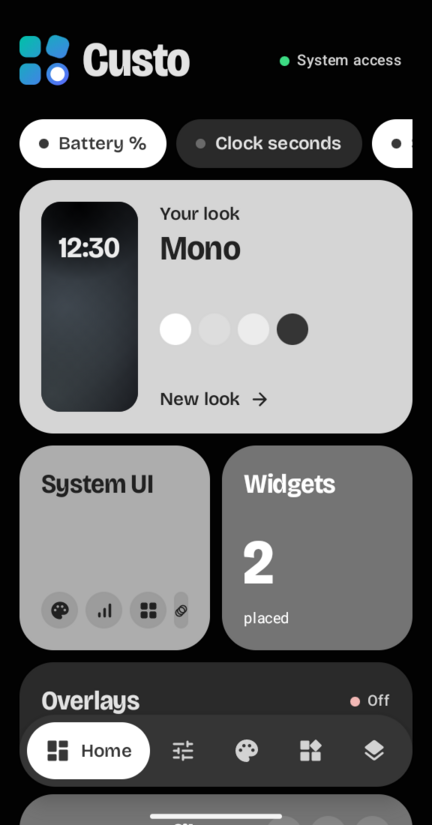 Custo
System access
Battery %
Clock seconds
Your look
12:30
Mono
New look
System UI
Widgets
2
placed
Overlays
Off
Home